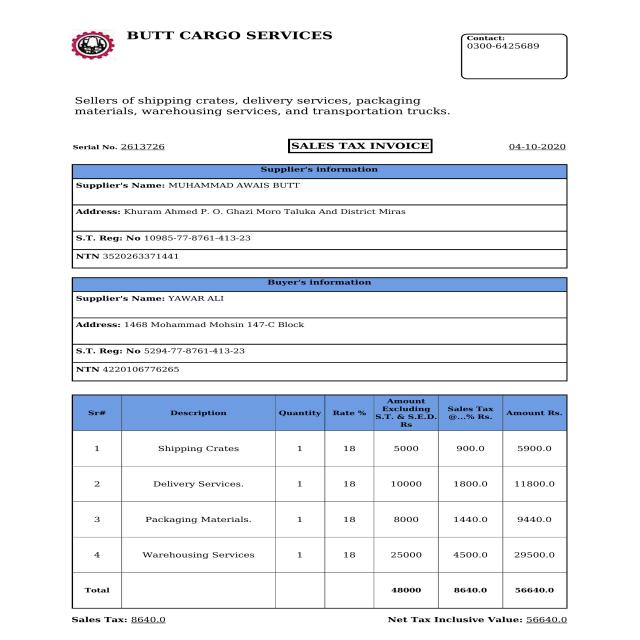 BUTT CARGO SERVICES
Contact:
0300-6425689
Sellers of shipping crates, delivery services, packaging
materials, warehousing services, and transportation trucks.
Serial No. 2613726 SALES TAX INVOICE 04-10-2020
Supplier's information
Supplier's Name: MUHAMMAD AWAIS BUTT
Address: Khuram Ahmed P. O. Ghazi Moro Taluka And District Miras
S.T. Reg: No 10985-77-8761-413-23
NTN 3520263371441
Buyer's information
Supplier's Name: YAWAR ALI
Address: 1468 Mohammad Mohsin 147-C Block
S.T. Reg: No 5294-77-8761-413-23
NTN 4220106776265
Sr# Description Quantity Rate % Amount Excluding S.T. & S.E.D. Rs Sales Tax @...% Rs. Amount Rs.
1 Shipping Crates 1 18 5000 900.0 5900.0
2 Delivery Services. 1 18 10000 1800.0 11800.0
3 Packaging Materials. 1 18 8000 1440.0 9440.0
4 Warehousing Services 1 18 25000 4500.0 29500.0
Total 48000 8640.0 56640.0
Sales Tax: 8640.0 Net Tax Inclusive Value: 56640.0